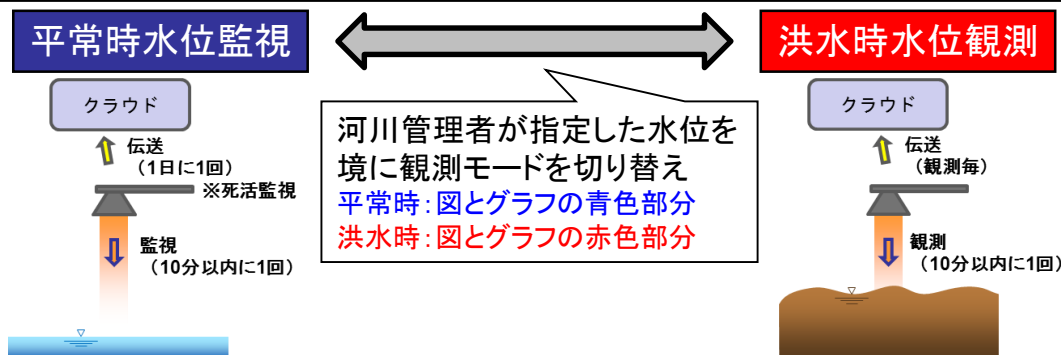 平常時水位監視
洪水時水位観測
クラウド
伝送
（1日に1回）
※死活監視
監視
（10分以内に1回）
河川管理者が指定した水位を
境に観測モードを切り替え
平常時：図とグラフの青色部分
洪水時：図とグラフの赤色部分
クラウド
伝送
（観測毎）
観測
（10分以内に1回）